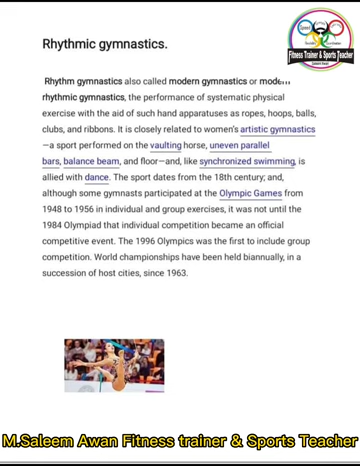 Fitness Trainer & Sports Teacher
Rhythmic gymnastics.
Rhythm gymnastics also called modern gymnastics or
rhythmic gymnastics, the performance of systematic physical
exercise with the aid of such hand apparatuses as ropes, hoops, balls,
clubs, and ribbons. It is closely related to women's artistic gymnastics
—a sport performed on the vaulting horse, uneven parallel
bars, balance beam, and floor—and, like synchronized swimming, is
allied with dance. The sport dates from the 18th century; and,
although some gymnasts participated at the Olympic Games from
1948 to 1956 in individual and group exercises, it was not until the
1984 Olympiad that individual competition became an official
competitive event. The 1996 Olympics was the first to include group
competition. World championships have been held biannually, in a
succession of host cities, since 1963.
M.Saleem Awan Fitness trainer & Sports Teacher